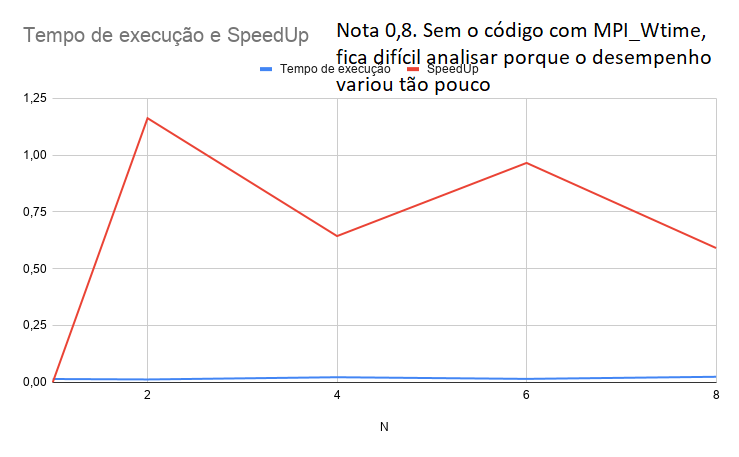 Tempo de execução e SpeedUp
Nota 0,8. Sem o código com MPI_Wtime,
fica difícil analisar porque o desempenho
variou tão pouco
Tempo de execução
SpeedUp
1,25
1,00
0,75
0,50
0,25
0,00
2
4
6
8
N